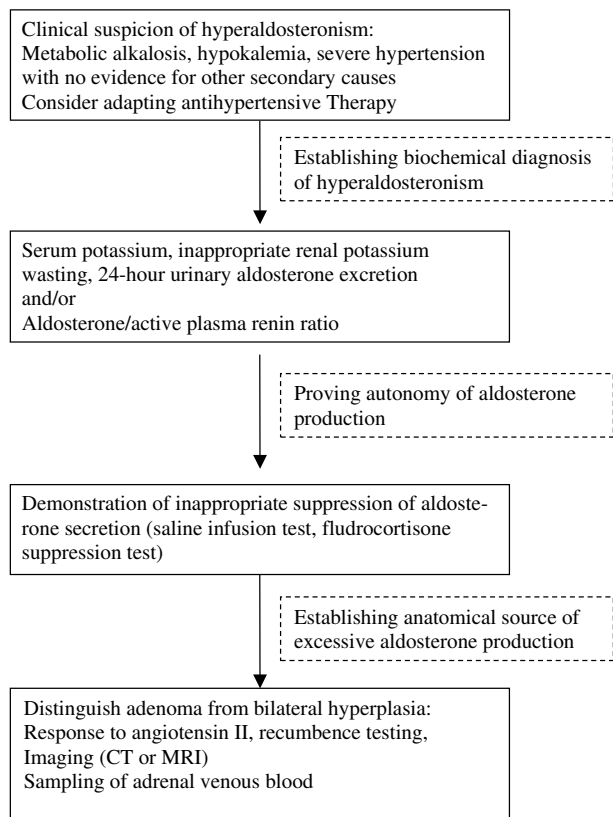 Clinical suspicion of hyperaldosteronism:
Metabolic alkalosis, hypokalemia, severe hypertension
with no evidence for other secondary causes
Consider adapting antihypertensive Therapy
Establishing biochemical diagnosis
of hyperaldosteronism
Serum potassium, inappropriate renal potassium
wasting, 24-hour urinary aldosterone excretion
and/or
Aldosterone/active plasma renin ratio
Proving autonomy of aldosterone
production
Demonstration of inappropriate suppression of aldoste-
rone secretion (saline infusion test, fludrocortisone
suppression test)
Establishing anatomical source of
excessive aldosterone production
Distinguish adenoma from bilateral hyperplasia:
Response to angiotensin II, recumbence testing,
Imaging (CT or MRI)
Sampling of adrenal venous blood